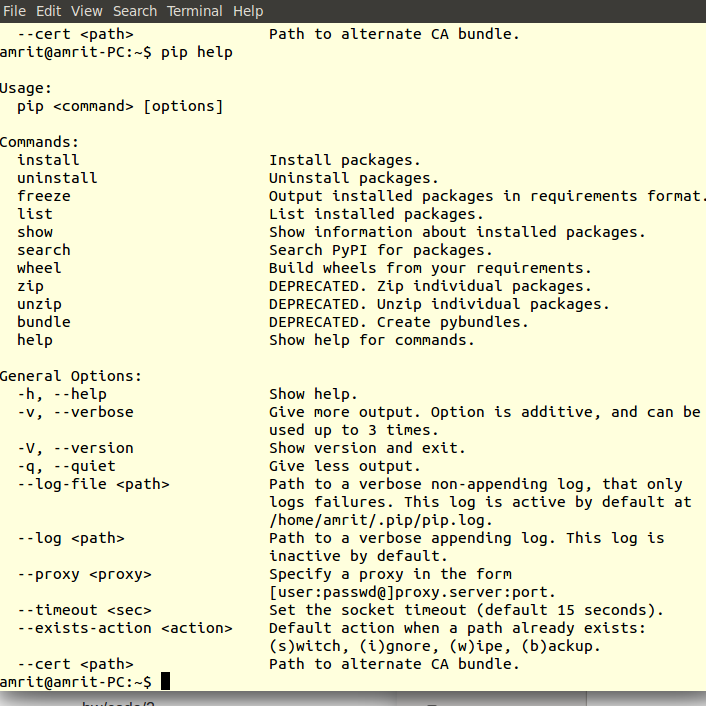 File Edit View Search Terminal Help
--cert <path> Path to alternate CA bundle.
amrit@amrit-PC:~$ pip help
Usage:
pip <command> [options]
Commands:
install Install packages.
uninstall Uninstall packages.
freeze Output installed packages in requirements format.
list List installed packages.
show Show information about installed packages.
search Search PyPI for packages.
wheel Build wheels from your requirements.
zip DEPRECATED. Zip individual packages.
unzip DEPRECATED. Unzip individual packages.
bundle DEPRECATED. Create pybundles.
help Show help for commands.
General Options:
-h, --help Show help.
-v, --verbose Give more output. Option is additive, and can be
used up to 3 times.
-V, --version Show version and exit.
-q, --quiet Give less output.
--log-file <path> Path to a verbose non-appending log, that only
logs failures. This log is active by default at
/home/amrit/.pip/pip.log.
--log <path> Path to a verbose appending log. This log is
inactive by default.
--proxy <proxy> Specify a proxy in the form
[user:passwd@]proxy.server:port.
--timeout <sec> Set the socket timeout (default 15 seconds).
--exists-action <action> Default action when a path already exists:
(s)witch, (i)gnore, (w)ipe, (b)ackup.
--cert <path> Path to alternate CA bundle.
amrit@amrit-PC:~$